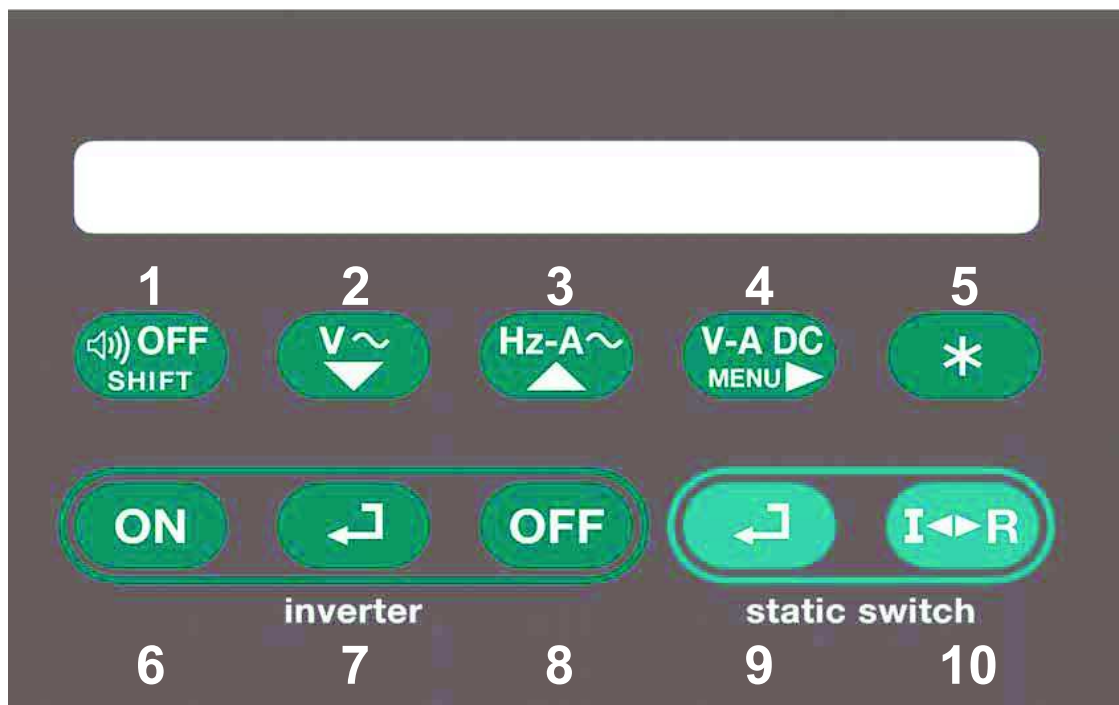 1 2 3 4 5
OFF V~ Hz-A~ V-A DC *
SHIFT MENU
ON OFF I R
inverter static switch
6 7 8 9 10